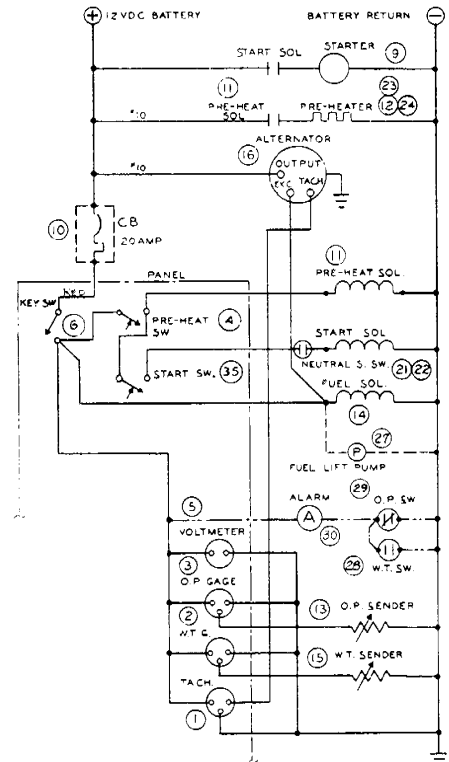 + 12 VDC BATTERY
BATTERY RETURN −
START SOL
STARTER
9
11
23
PRE-HEAT SOL
PRE-HEATER
12
24
#10
ALTERNATOR
#10
16
OUTPUT
EXC
TACH
10
CB
20 AMP
PANEL
RED
KEY SW
6
11
PRE-HEAT SOL.
PRE-HEAT SW
4
START SOL
NEUTRAL S. SW.
21
22
START SW.
35
FUEL SOL.
14
27
P
FUEL LIFT PUMP
29
5
ALARM
A
30
O.P. SW
28
W.T. SW.
VOLTMETER
3
O.P. GAGE
2
13
O.P. SENDER
W.T. G.
15
W.T. SENDER
TACH.
1